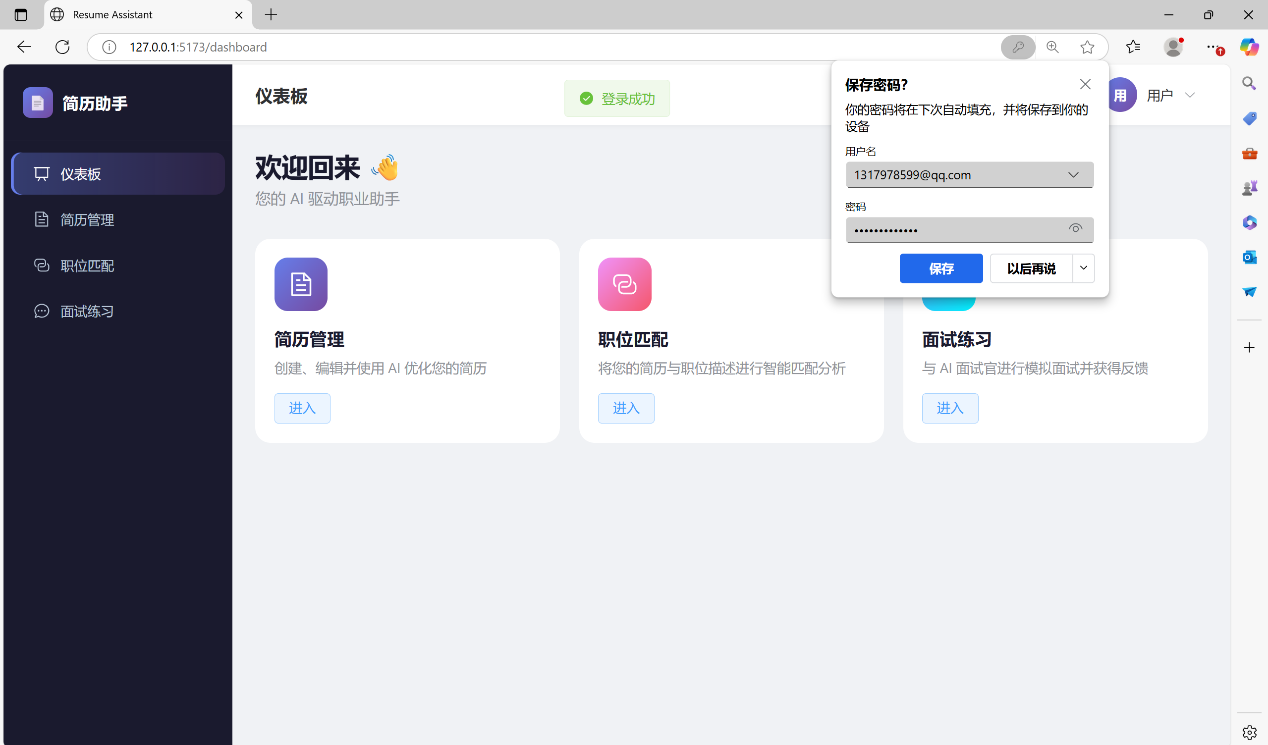 Resume Assistant
127.0.0.1:5173/dashboard
简历助手
仪表板
简历管理
职位匹配
面试练习
仪表板
登录成功
用
用户
保存密码?
你的密码将在下次自动填充，并将保存到你的
设备
用户名
1317978599@qq.com
密码
•••••••••••••
保存
以后再说
欢迎回来 👋
您的 AI 驱动职业助手
简历管理
创建、编辑并使用 AI 优化您的简历
进入
职位匹配
将您的简历与职位描述进行智能匹配分析
进入
面试练习
与 AI 面试官进行模拟面试并获得反馈
进入